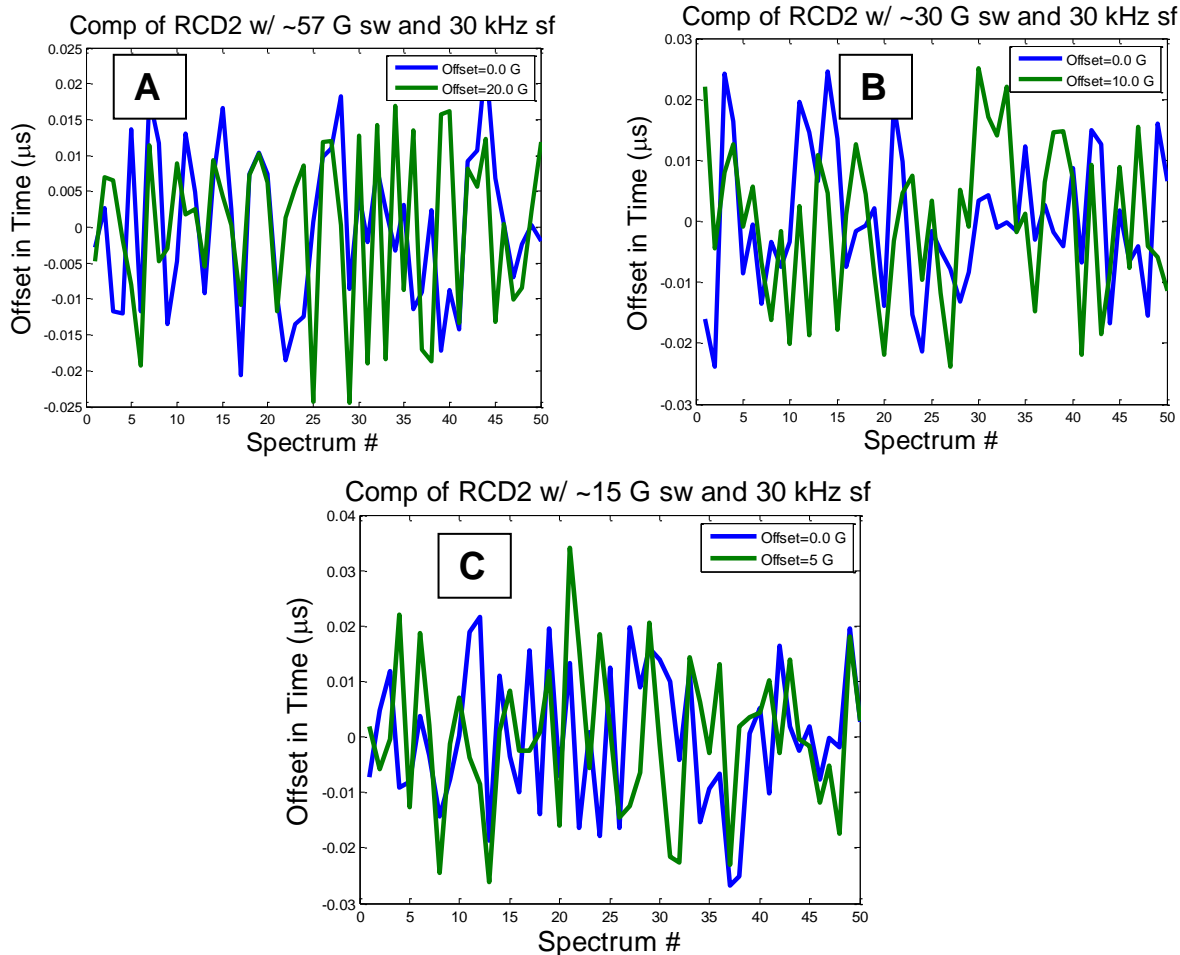 Comp of RCD2 w/ ~57 G sw and 30 kHz sf
A
Offset=0.0 G
Offset=20.0 G
0.025
0.02
0.015
0.01
0.005
0
-0.005
-0.01
-0.015
-0.02
-0.025
Offset in Time (μs)
0 5 10 15 20 25 30 35 40 45 50
Spectrum #
Comp of RCD2 w/ ~30 G sw and 30 kHz sf
B
Offset=0.0 G
Offset=10.0 G
0.03
0.02
0.01
0
-0.01
-0.02
-0.03
Offset in Time (μs)
0 5 10 15 20 25 30 35 40 45 50
Spectrum #
Comp of RCD2 w/ ~15 G sw and 30 kHz sf
C
Offset=0.0 G
Offset=5 G
0.04
0.03
0.02
0.01
0
-0.01
-0.02
-0.03
Offset in Time (μs)
0 5 10 15 20 25 30 35 40 45 50
Spectrum #